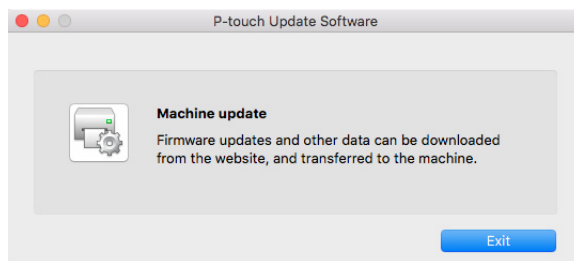 P-touch Update Software
Machine update
Firmware updates and other data can be downloaded
from the website, and transferred to the machine.
Exit